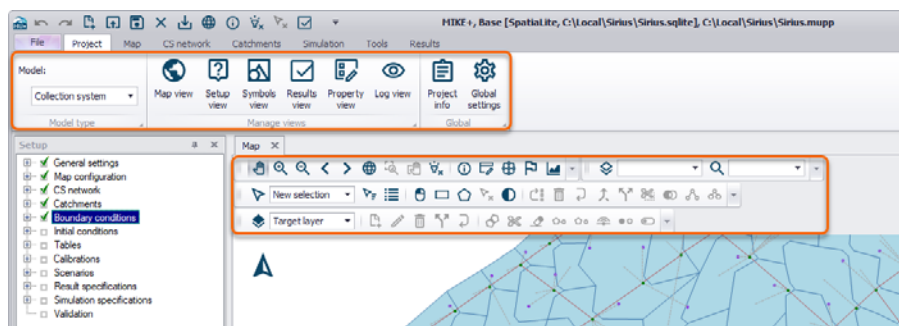 MIKE+, Base [SpatiaLite, C:\Local\Sirius\Sirius.sqlite], C:\Local\Sirius\Sirius.mupp
File Project Map CS network Catchments Simulation Tools Results
Model:
Collection system
Map view Setup view Symbols view Results view Property view Log view Project info Global settings
Model type Manage views Global
Setup
Map
General settings
Map configuration
CS network
Catchments
Boundary conditions
Initial conditions
Tables
Calibrations
Scenarios
Result specifications
Simulation specifications
Validation
New selection
Target layer